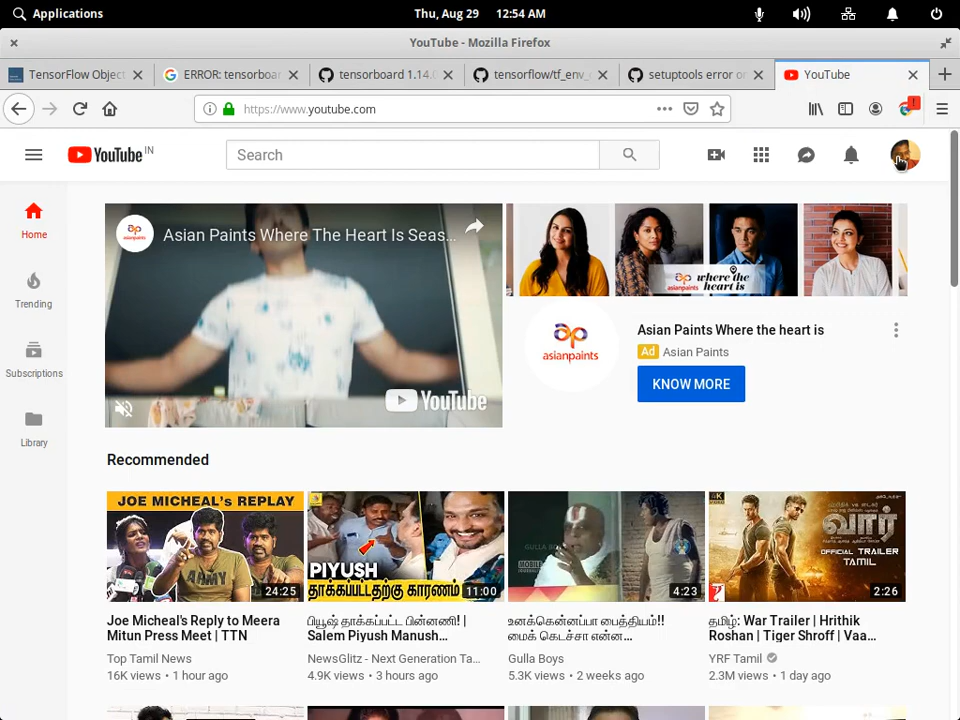 Applications
Thu, Aug 29 12:54 AM
YouTube - Mozilla Firefox
TensorFlow Object
ERROR: tensorboa
tensorboard 1.14.0
tensorflow/tf_env_c
setuptools error on
YouTube
https://www.youtube.com
YouTube IN
Search
Home
Trending
Subscriptions
Library
Asian Paints Where The Heart Is Seas...
YouTube
where the heart is
asianpaints
asianpaints
Asian Paints Where the heart is
Ad Asian Paints
KNOW MORE
Recommended
JOE MICHEAL's REPLAY
ARMY
24:25
Joe Micheal's Reply to Meera
Mitun Press Meet | TTN
Top Tamil News
16K views • 1 hour ago
PIYUSH
தாக்கப்பட்டதற்கு காரணம்
11:00
பியூஷ் தாக்கப்பட்ட பின்னணி! |
Salem Piyush Manush...
NewsGlitz - Next Generation Ta...
4.9K views • 3 hours ago
GULLA BO
4:23
உனக்கென்னப்பா பைத்தியம்!!
மைக் கெடச்சா என்ன...
Gulla Boys
5.3K views • 2 weeks ago
வார்
OFFICIAL TRAILER
TAMIL
2:26
தமிழ்: War Trailer | Hrithik
Roshan | Tiger Shroff | Vaa...
YRF Tamil
2.3M views • 1 day ago